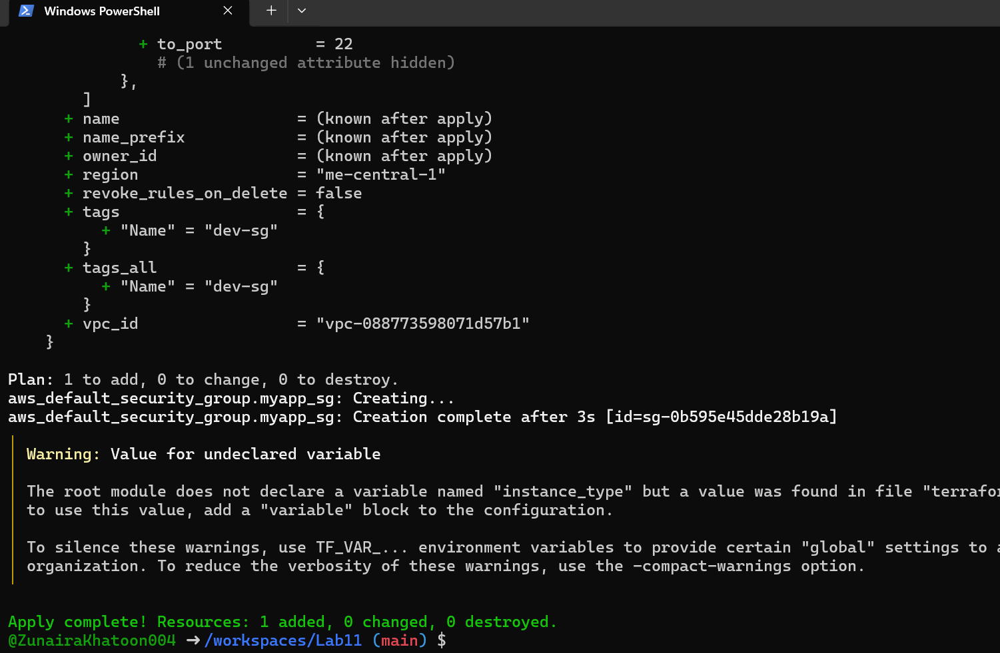 Windows PowerShell
+ to_port = 22
# (1 unchanged attribute hidden)
},
]
+ name = (known after apply)
+ name_prefix = (known after apply)
+ owner_id = (known after apply)
+ region = "me-central-1"
+ revoke_rules_on_delete = false
+ tags = {
+ "Name" = "dev-sg"
}
+ tags_all = {
+ "Name" = "dev-sg"
}
+ vpc_id = "vpc-088773598071d57b1"
}
Plan: 1 to add, 0 to change, 0 to destroy.
aws_default_security_group.myapp_sg: Creating...
aws_default_security_group.myapp_sg: Creation complete after 3s [id=sg-0b595e45dde28b19a]
Warning: Value for undeclared variable
The root module does not declare a variable named "instance_type" but a value was found in file
to use this value, add a "variable" block to the configuration.
To silence these warnings, use TF_VAR_... environment variables to provide certain "global" settings to
organization. To reduce the verbosity of these warnings, use the -compact-warnings option.
Apply complete! Resources: 1 added, 0 changed, 0 destroyed.
@ZunairaKhatoon004 ➜ /workspaces/Lab11 (main) $